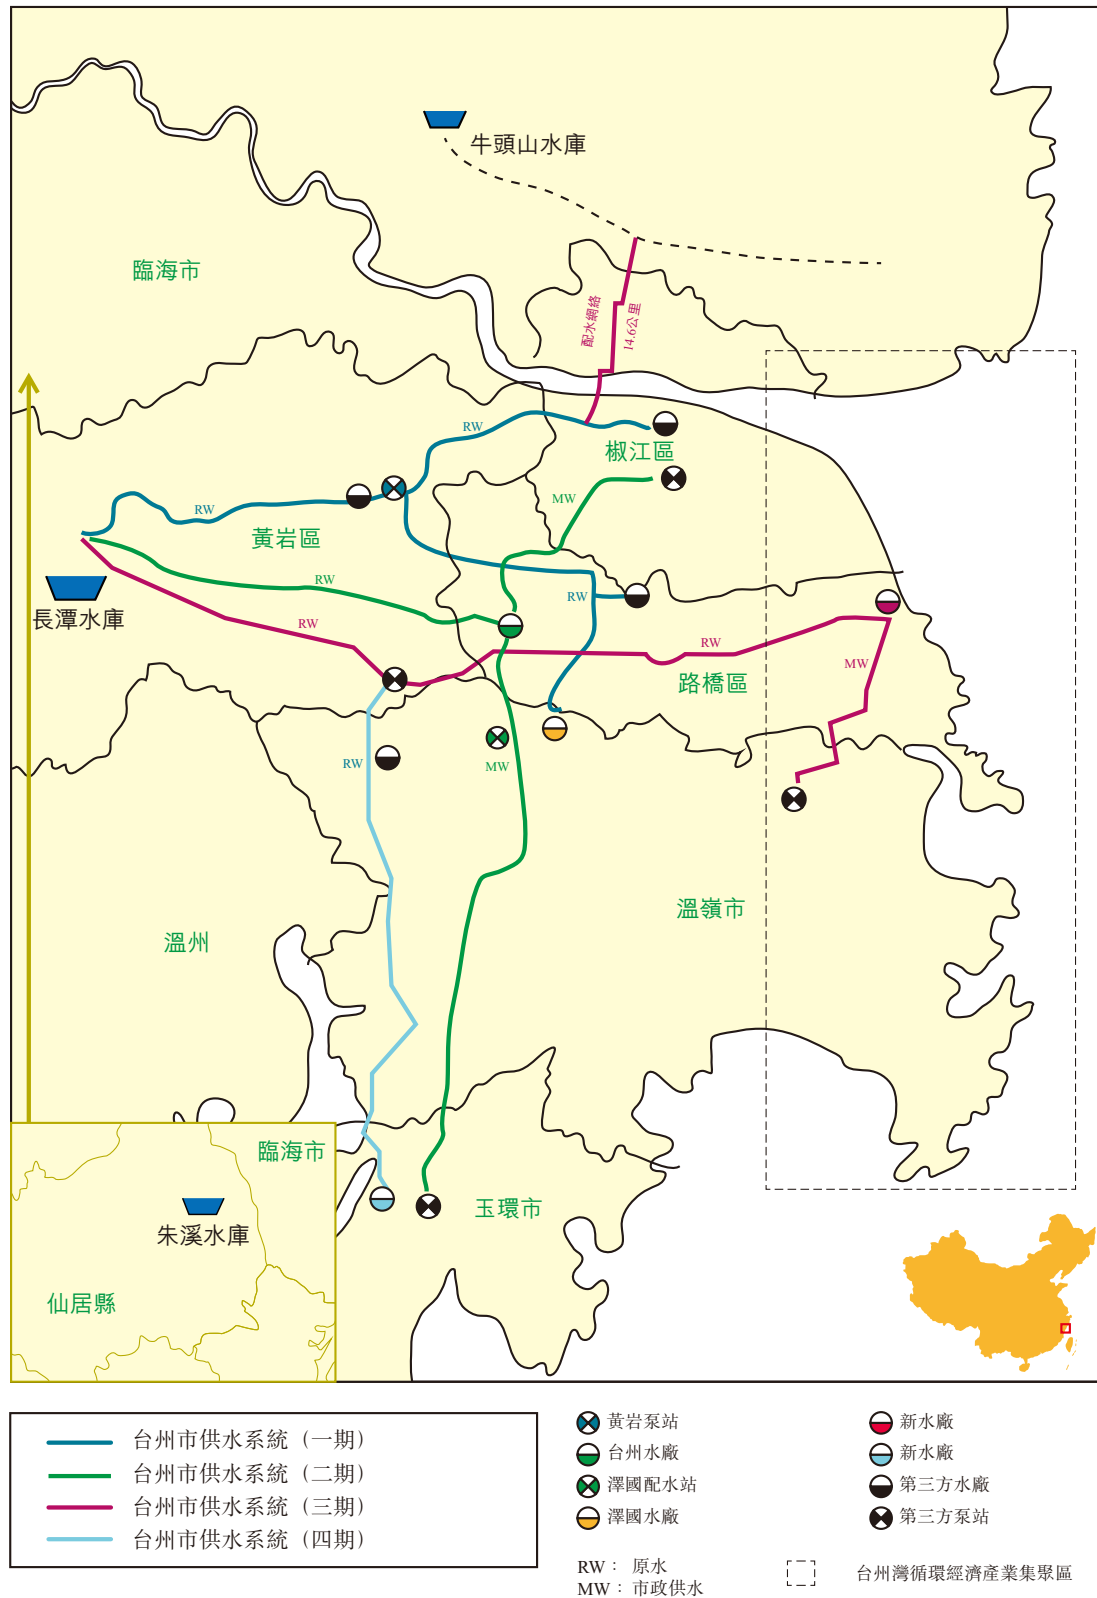 牛頭山水庫
臨海市
配水網絡
14.6公里
RW
椒江區
MW
RW
黃岩區
RW
RW
長潭水庫
RW
RW
MW
路橋區
RW
MW
溫嶺市
溫州
臨海市
朱溪水庫
玉環市
仙居縣
台州市供水系統（一期）
台州市供水系統（二期）
台州市供水系統（三期）
台州市供水系統（四期）
黃岩泵站
台州水廠
澤國配水站
澤國水廠
新水廠
新水廠
第三方水廠
第三方泵站
RW： 原水
MW： 市政供水
台州灣循環經濟產業集聚區